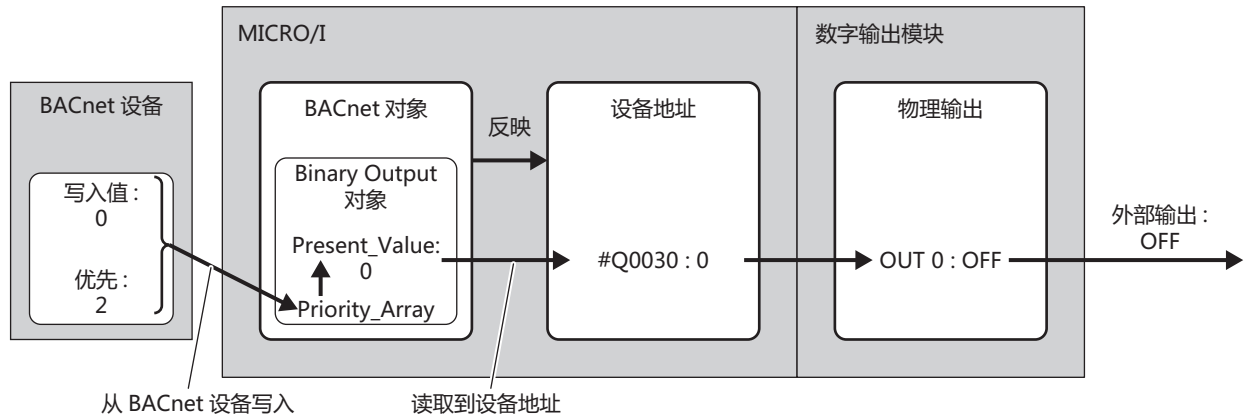 MICRO/I
数字输出模块
BACnet 设备
写入值 :
0
优先 :
2
BACnet 对象
Binary Output
对象
Present_Value:
0
Priority_Array
反映
设备地址
#Q0030 : 0
物理输出
OUT 0 : OFF
外部输出 :
OFF
从 BACnet 设备写入
读取到设备地址